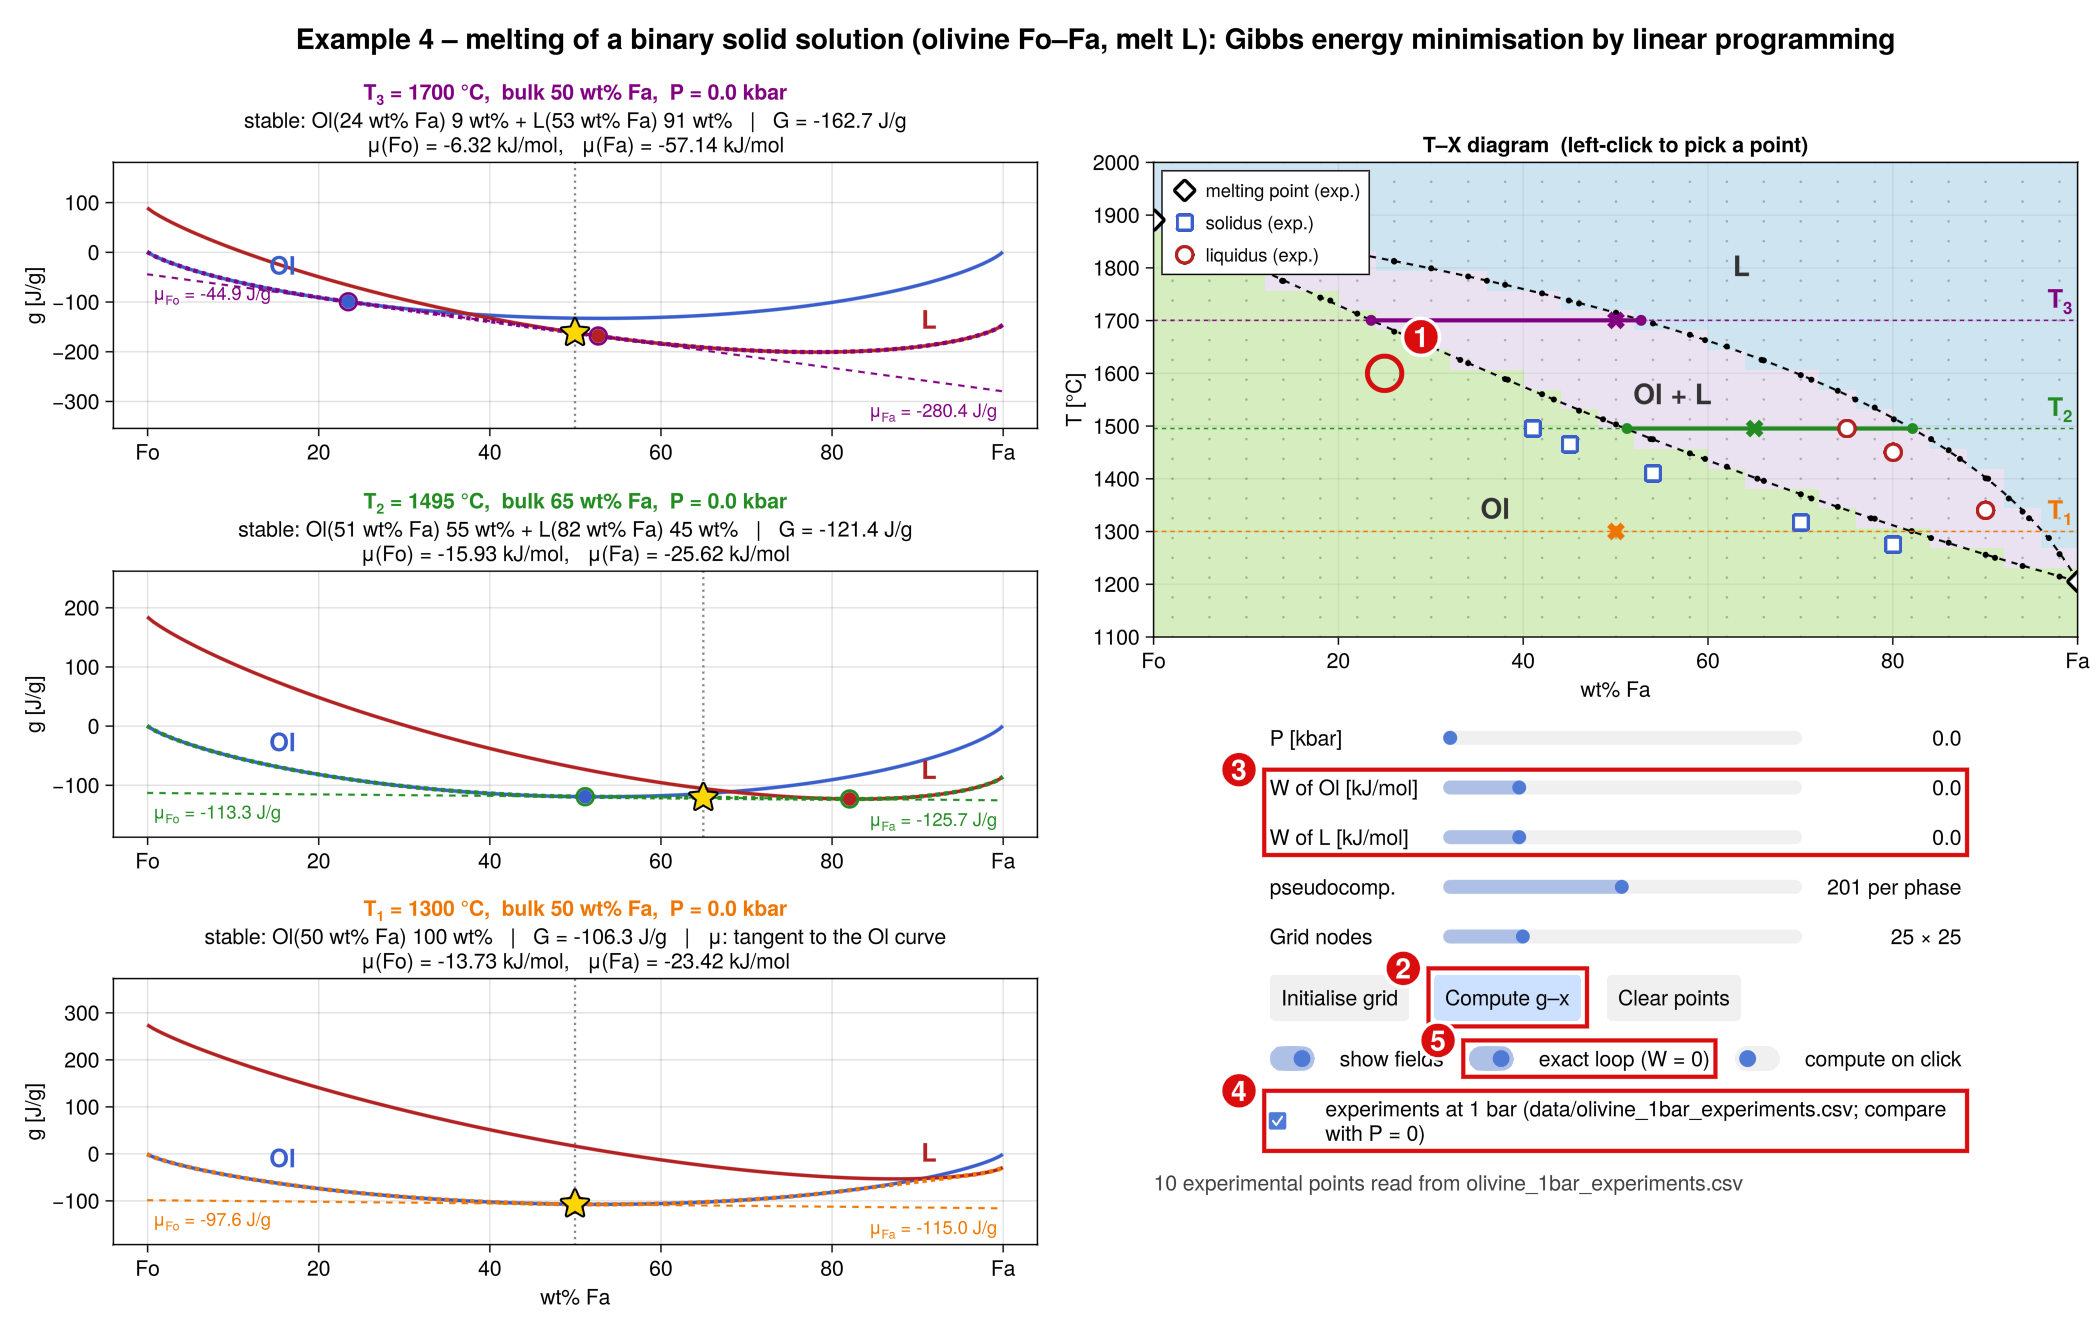 Example 4 – melting of a binary solid solution (olivine Fo–Fa, melt L): Gibbs energy minimisation by linear programming
T3 = 1700 °C, bulk 50 wt% Fa, P = 0.0 kbar
stable: Ol(24 wt% Fa) 9 wt% + L(53 wt% Fa) 91 wt% | G = -162.7 J/g
μ(Fo) = -6.32 kJ/mol, μ(Fa) = -57.14 kJ/mol
g [J/g]
100
0
−100
−200
−300
Ol
L
μFo = -44.9 J/g
μFa = -280.4 J/g
Fo 20 40 60 80 Fa
T2 = 1495 °C, bulk 65 wt% Fa, P = 0.0 kbar
stable: Ol(51 wt% Fa) 55 wt% + L(82 wt% Fa) 45 wt% | G = -121.4 J/g
μ(Fo) = -15.93 kJ/mol, μ(Fa) = -25.62 kJ/mol
g [J/g]
200
100
0
−100
Ol
L
μFo = -113.3 J/g
μFa = -125.7 J/g
Fo 20 40 60 80 Fa
T1 = 1300 °C, bulk 50 wt% Fa, P = 0.0 kbar
stable: Ol(50 wt% Fa) 100 wt% | G = -106.3 J/g | μ: tangent to the Ol curve
μ(Fo) = -13.73 kJ/mol, μ(Fa) = -23.42 kJ/mol
g [J/g]
300
200
100
0
−100
Ol
L
μFo = -97.6 J/g
μFa = -115.0 J/g
Fo 20 40 60 80 Fa
wt% Fa
T–X diagram (left-click to pick a point)
T [°C]
2000
1900
1800
1700
1600
1500
1400
1300
1200
1100
melting point (exp.)
solidus (exp.)
liquidus (exp.)
L
T3
1
Ol + L
T2
Ol
T1
Fo 20 40 60 80 Fa
wt% Fa
P [kbar] 0.0
3
W of Ol [kJ/mol] 0.0
W of L [kJ/mol] 0.0
pseudocomp. 201 per phase
Grid nodes 25 × 25
2
Initialise grid Compute g–x Clear points
5
show fields exact loop (W = 0) compute on click
4
experiments at 1 bar (data/olivine_1bar_experiments.csv; compare
with P = 0)
10 experimental points read from olivine_1bar_experiments.csv